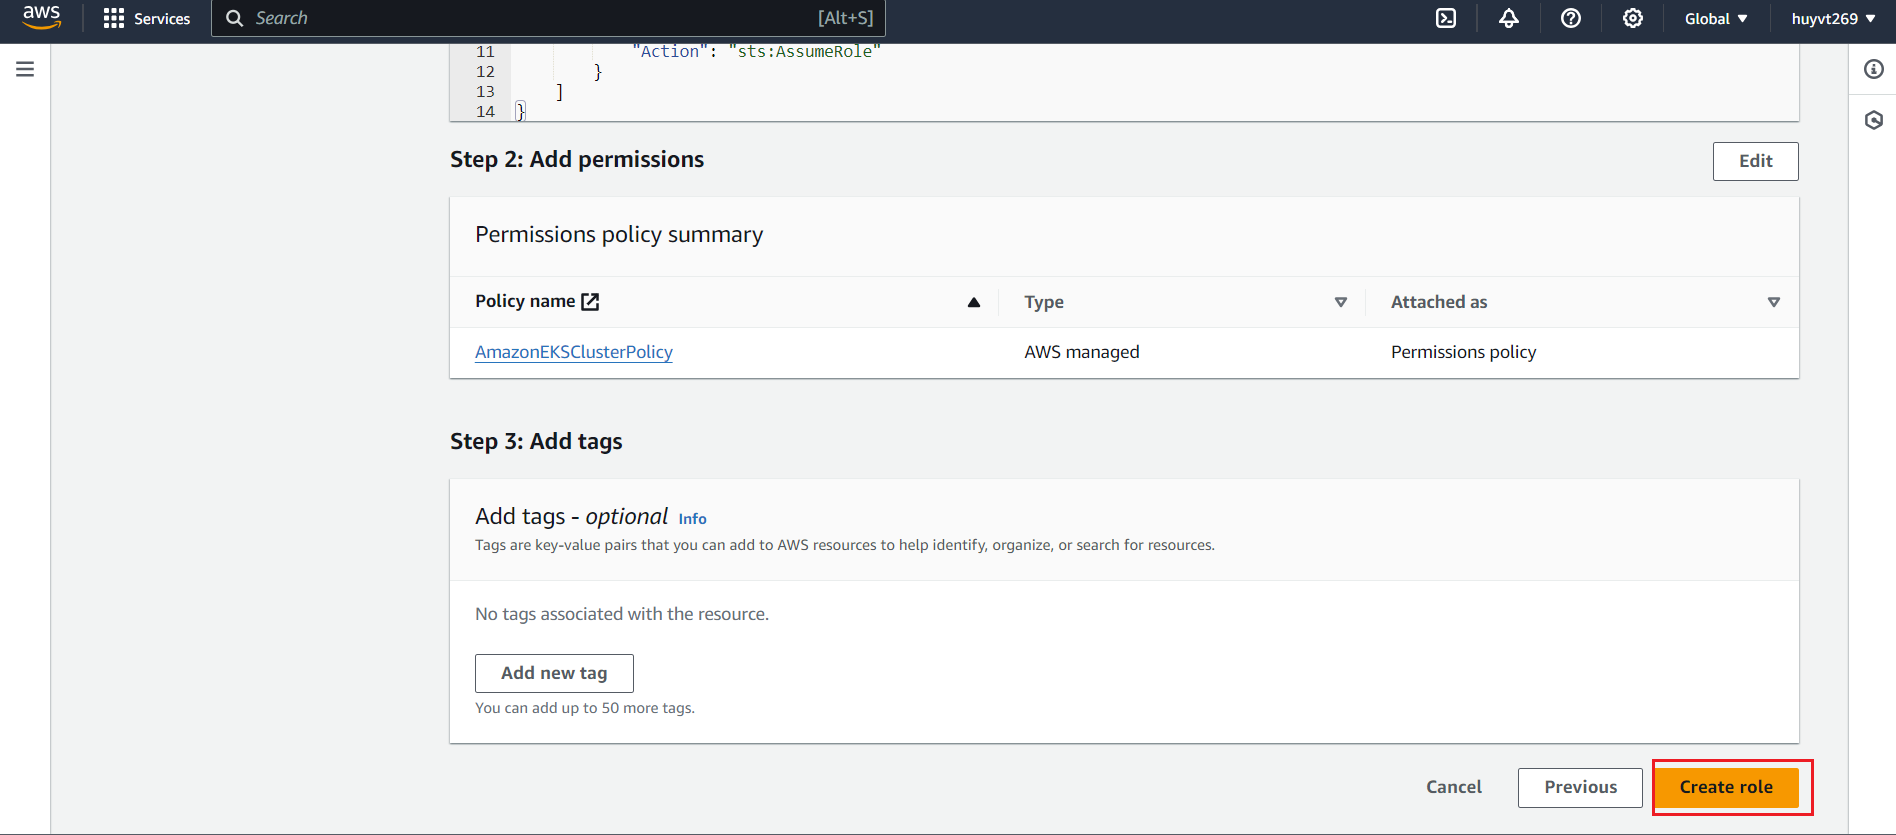 aws Services Search [Alt+S] Global huyvt269
11 "Action": "sts:AssumeRole"
12 }
13 ]
14 }
Step 2: Add permissions Edit
Permissions policy summary
Policy name Type Attached as
AmazonEKSClusterPolicy AWS managed Permissions policy
Step 3: Add tags
Add tags - optional Info
Tags are key-value pairs that you can add to AWS resources to help identify, organize, or search for resources.
No tags associated with the resource.
Add new tag
You can add up to 50 more tags.
Cancel Previous Create role